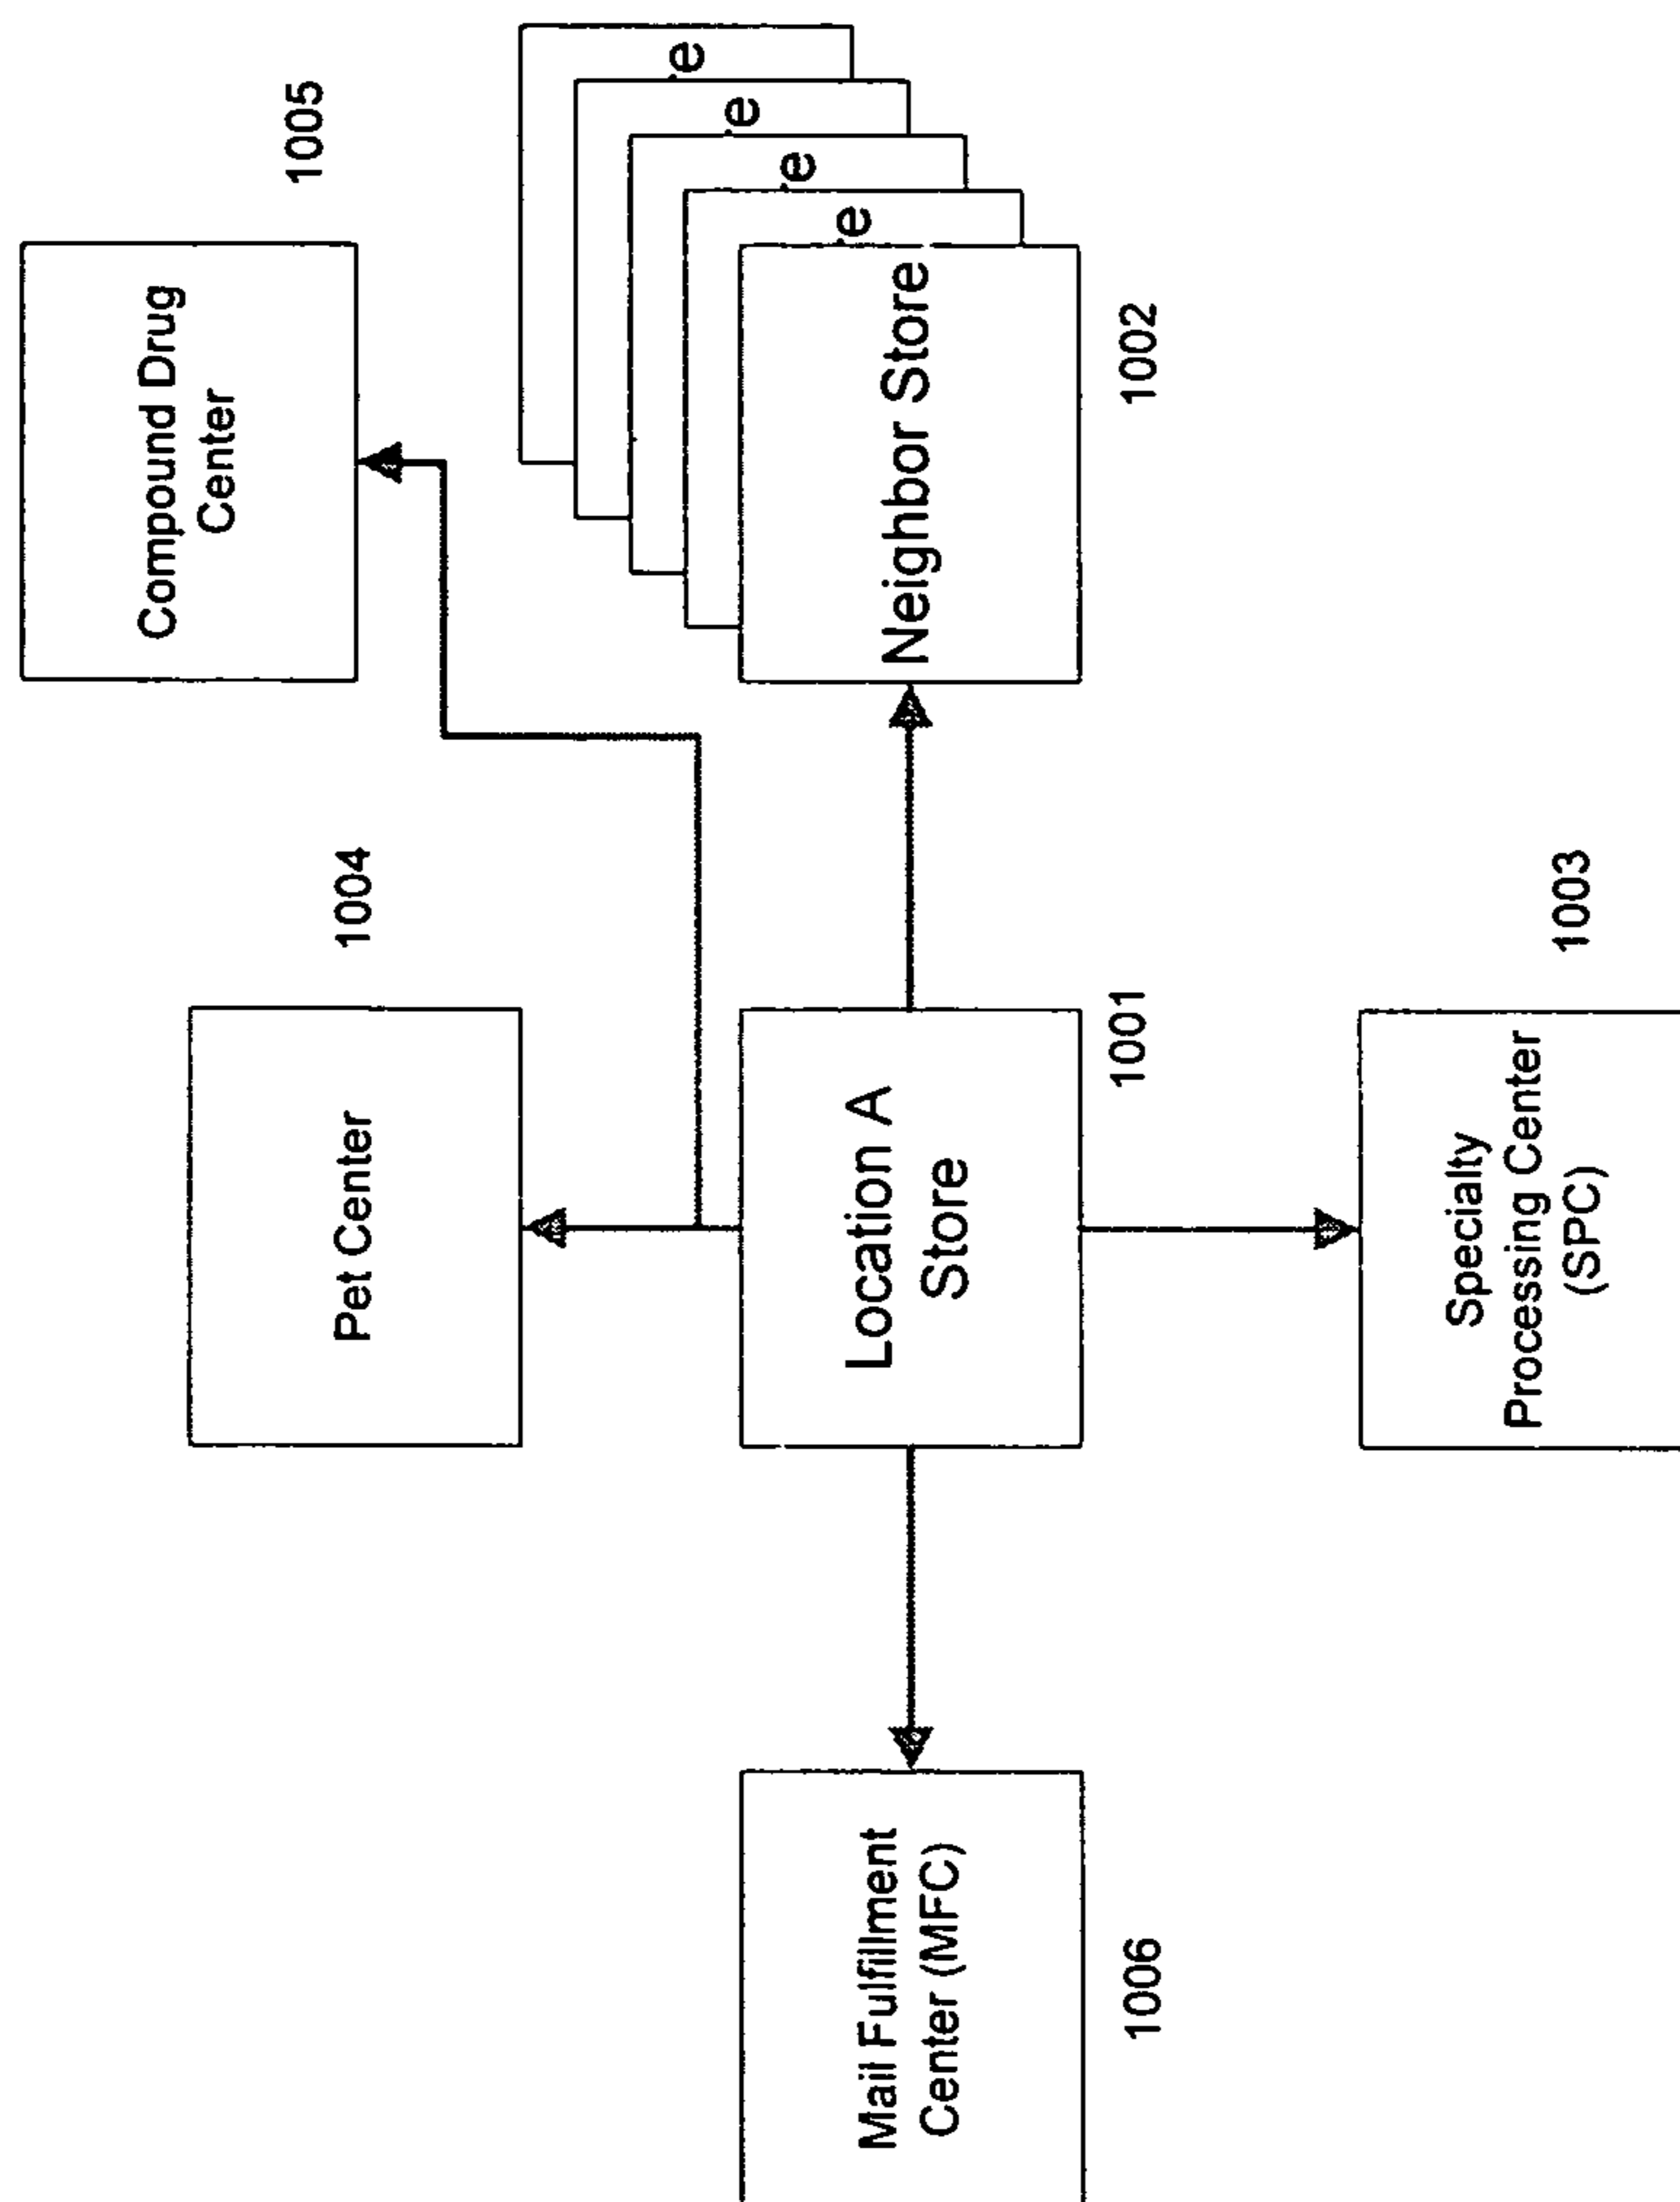 Compound Drug
Center
1005
Pet Center
1004
Mail Fulfillment
Center (MFC)
1006
Location A
Store
1001
e
e
e
e
Neighbor Store
1002
Specialty
Processing Center
(SPC)
1003